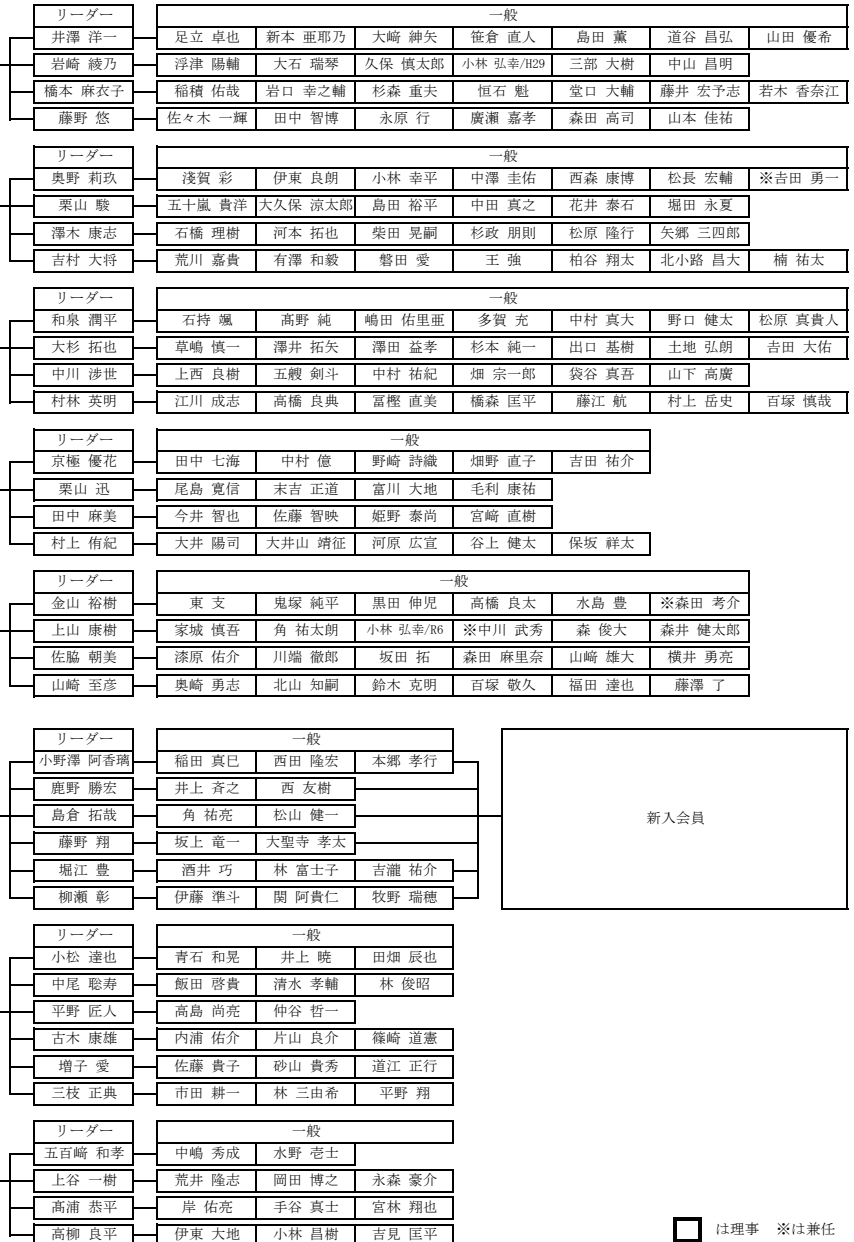 リーダー 一般
井澤 洋一 足立 卓也 新本 亜耶乃 大﨑 紳矢 笹倉 直人 島田 薫 道谷 昌弘 山田 優希
岩崎 綾乃 浮津 陽輔 大石 瑞琴 久保 慎太郎 小林 弘幸/H29 三部 大樹 中山 昌明
橋本 麻衣子 稲積 佑哉 岩口 幸之輔 杉森 重夫 恒石 魁 堂口 大輔 藤井 宏予志 若木 香奈江
藤野 悠 佐々木 一輝 田中 智博 永原 行 廣瀬 嘉孝 森田 高司 山本 佳祐
リーダー 一般
奥野 莉玖 淺賀 彩 伊東 良朗 小林 幸平 中澤 圭佑 西森 康博 松長 宏輔 ※吉田 勇一
栗山 駿 五十嵐 貴洋 大久保 涼太郎 島田 裕平 中田 真之 花井 泰石 堀田 永夏
澤木 康志 石橋 理樹 河本 拓也 柴田 晃嗣 杉政 朋則 松原 隆行 矢郷 三四郎
吉村 大将 荒川 嘉貴 有澤 和毅 磐田 愛 王 強 柏谷 翔太 北小路 昌大 楠 祐太
リーダー 一般
和泉 潤平 石持 颯 髙野 純 嶋田 佑里亜 多賀 充 中村 真大 野口 健太 松原 真貴人
大杉 拓也 草嶋 慎一 澤井 拓矢 澤田 益孝 杉本 純一 出口 基樹 土地 弘朗 吉田 大佑
中川 渉世 上西 良樹 五艘 剣斗 中村 祐紀 畑 宗一郎 袋谷 真吾 山下 高廣
村林 英明 江川 成志 高橋 良典 冨樫 直美 橋森 匡平 藤江 航 村上 岳史 百塚 慎哉
リーダー 一般
京極 優花 田中 七海 中村 億 野崎 詩織 畑野 直子 吉田 祐介
栗山 迅 尾島 寛信 末吉 正道 富川 大地 毛利 康祐
田中 麻美 今井 智也 佐藤 智映 姫野 泰尚 宮﨑 直樹
村上 侑紀 大井 陽司 大井山 靖征 河原 広宣 谷上 健太 保坂 祥太
リーダー 一般
金山 裕樹 東 支 鬼塚 純平 黒田 伸児 高橋 良太 水島 豊 ※森田 考介
上山 康樹 家城 慎吾 角 祐太朗 小林 弘幸/R6 ※中川 武秀 森 俊大 森井 健太郎
佐脇 朝美 漆原 佑介 川端 徹郎 坂田 拓 森田 麻里奈 山﨑 雄大 横井 勇亮
山崎 至彦 奥崎 勇志 北山 知嗣 鈴木 克明 百塚 敬久 福田 達也 藤澤 了
リーダー 一般
小野澤 阿香璃 稲田 真巳 西田 隆宏 本郷 孝行
鹿野 勝宏 井上 斉之 西 友樹
島倉 拓哉 角 祐亮 松山 健一
新入会員
藤野 翔 坂上 竜一 大聖寺 孝太
堀江 豊 酒井 巧 林 富士子 吉瀧 祐介
柳瀬 彰 伊藤 準斗 関 阿貴仁 牧野 瑞穂
リーダー 一般
小松 達也 青石 和晃 井上 暁 田畑 辰也
中尾 聡寿 飯田 啓貴 清水 孝輔 林 俊昭
平野 匠人 高島 尚亮 仲谷 哲一
古木 康雄 内浦 佑介 片山 良介 篠崎 道憲
増子 愛 佐藤 貴子 砂山 貴秀 道江 正行
三枝 正典 市田 耕一 林 三由希 平野 翔
リーダー 一般
五百﨑 和孝 中嶋 秀成 水野 壱士
上谷 一樹 荒井 隆志 岡田 博之 永森 豪介
髙浦 恭平 岸 佑亮 手谷 真士 宮林 翔也
高柳 良平 伊東 大地 小林 昌樹 吉見 匡平
は理事 ※は兼任